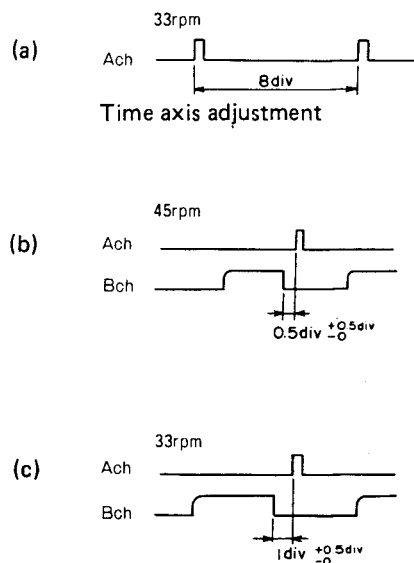 33rpm
(a)
Ach
8div
Time axis adjustment
45rpm
(b)
Ach
Bch
0.5div +0.5div -0
33rpm
(c)
Ach
Bch
1div +0.5div -0